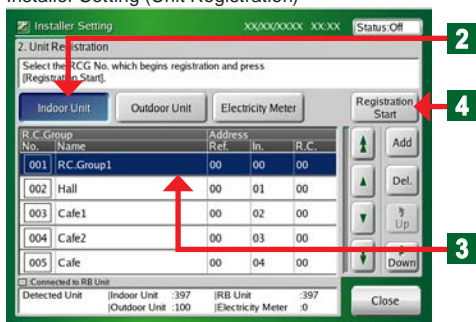 Installer Setting (Unit Registration)
Installer Setting XX/XX/XXXX XX:XX Status:Off
2. Unit Registration
Select the RCG No. which begins registration and press
[Registration Start].
Indoor Unit Outdoor Unit Electricity Meter Registration Start
R.C.Group Address
No. Name Ref. In. R.C.
001 RC.Group1 00 00 00
002 Hall 00 01 00
003 Cafe1 00 02 00
004 Cafe2 00 03 00
005 Cafe 00 04 00
Add
Del.
Up
Down
:Connected to RB Unit
Detected Unit |Indoor Unit :397 |RB Unit :397
|Outdoor Unit :100 |Electricity Meter :0
Close
2
4
3